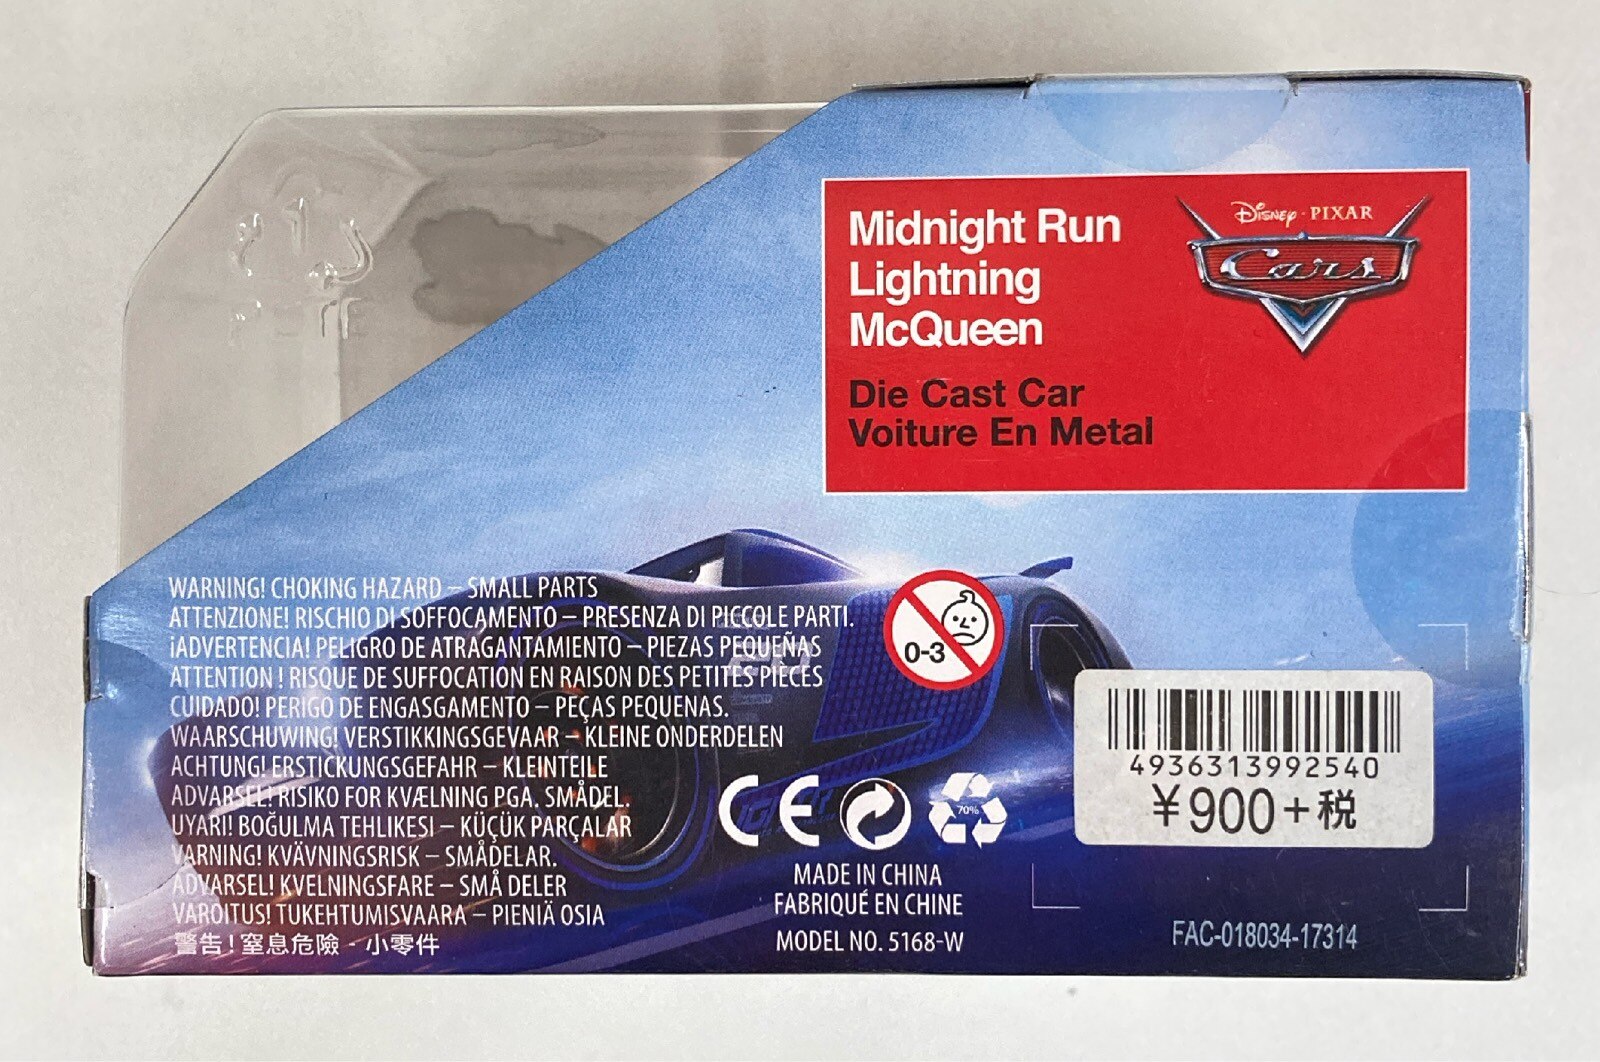 Midnight Run
Lightning
McQueen
Disney · PIXAR
Cars
Die Cast Car
Voiture En Metal
WARNING! CHOKING HAZARD – SMALL PARTS
ATTENZIONE! RISCHIO DI SOFFOCAMENTO – PRESENZA DI PICCOLE PARTI.
¡ADVERTENCIA! PELIGRO DE ATRAGANTAMIENTO – PIEZAS PEQUEÑAS
ATTENTION ! RISQUE DE SUFFOCATION EN RAISON DES PETITES PIÈCES
CUIDADO! PERIGO DE ENGASGAMENTO – PEÇAS PEQUENAS.
WAARSCHUWING! VERSTIKKINGSGEVAAR – KLEINE ONDERDELEN
ACHTUNG! ERSTICKUNGSGEFAHR – KLEINTEILE
ADVARSEL! RISIKO FOR KVÆLNING PGA. SMÅDEL.
UYARI! BOĞULMA TEHLIKESI – KÜÇÜK PARÇALAR
VARNING! KVÄVNINGSRISK – SMÅDELAR.
ADVARSEL! KVELNINGSFARE – SMÅ DELER
VAROITUS! TUKEHTUMISVAARA – PIENIÄ OSIA
警告!窒息危險 - 小零件
0-3
CE
70%
MADE IN CHINA
FABRIQUÉ EN CHINE
MODEL NO. 5168-W
4936313992540
¥900+税
FAC-018034-17314